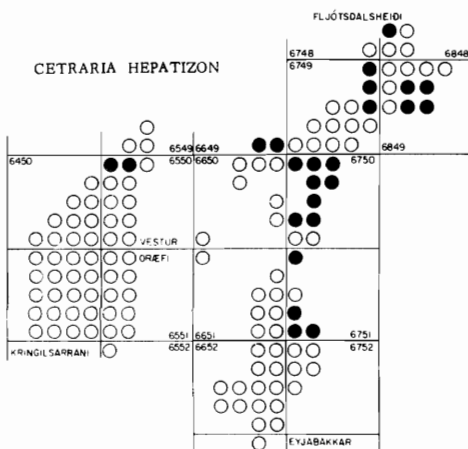 FLJÓTSDALSHEIÐI
CETRARIA HEPATIZON
6748 6848
6749
6549 6649 6849
6450 6550 6650 6750
VESTUR
ÖRÆFI
6551 6651 6751
KRINGILSÁRRANI 6552 6652 6752
EYJABAKKAR